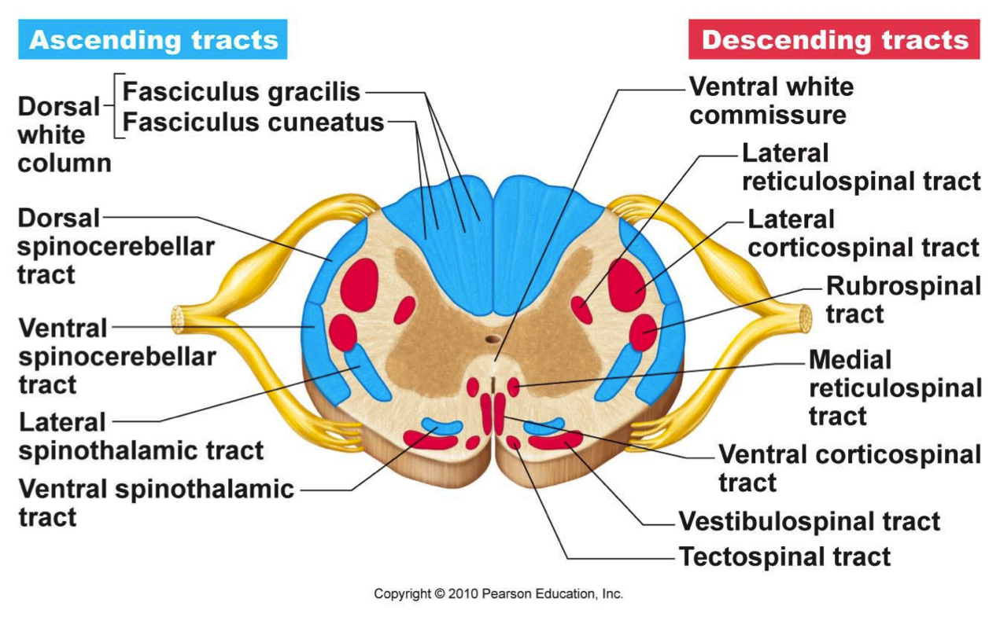 Ascending tracts
Descending tracts
Dorsal
white
column
Fasciculus gracilis
Fasciculus cuneatus
Dorsal
spinocerebellar
tract
Ventral
spinocerebellar
tract
Lateral
spinothalamic tract
Ventral spinothalamic
tract
Ventral white
commissure
Lateral
reticulospinal tract
Lateral
corticospinal tract
Rubrospinal
tract
Medial
reticulospinal
tract
Ventral corticospinal
tract
Vestibulospinal tract
Tectospinal tract
Copyright © 2010 Pearson Education, Inc.